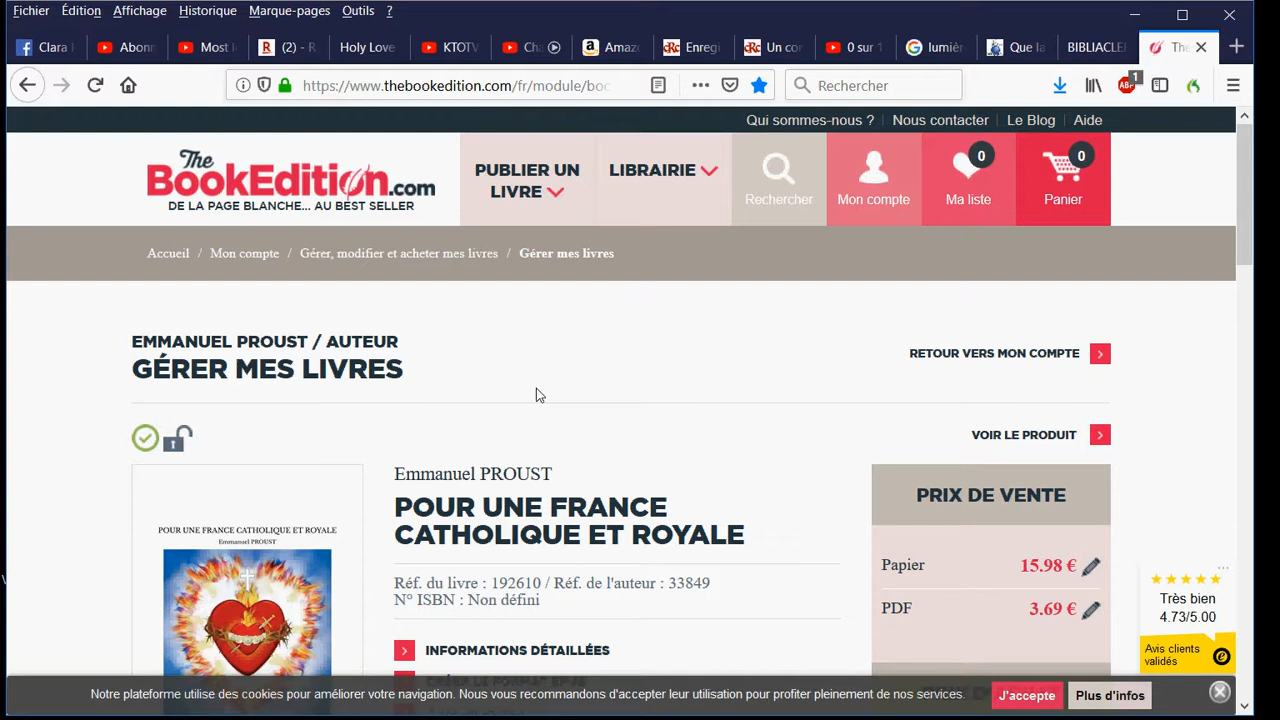 Fichier Édition Affichage Historique Marque-pages Outils ?
Clara Abonn Most l (2) - R Holy Love KTOTV Ch Amaz Enregi Un cor 0 sur 1 lumièr Que la BIBLIACLE The
https://www.thebookedition.com/fr/module/boo Rechercher 1
Qui sommes-nous ? Nous contacter Le Blog Aide
The
BookEdition.com
DE LA PAGE BLANCHE... AU BEST SELLER
PUBLIER UN
LIVRE
LIBRAIRIE
Rechercher
Mon compte
0
Ma liste
0
Panier
Accueil / Mon compte / Gérer, modifier et acheter mes livres / Gérer mes livres
EMMANUEL PROUST / AUTEUR
GÉRER MES LIVRES
RETOUR VERS MON COMPTE
VOIR LE PRODUIT
POUR UNE FRANCE CATHOLIQUE ET ROYALE
Emmanuel PROUST
Emmanuel PROUST
POUR UNE FRANCE
CATHOLIQUE ET ROYALE
Réf. du livre : 192610 / Réf. de l'auteur : 33849
N° ISBN : Non défini
INFORMATIONS DÉTAILLÉES
PRIX DE VENTE
Papier 15.98 €
PDF 3.69 €
Très bien
4.73/5.00
Avis clients
validés
Notre plateforme utilise des cookies pour améliorer votre navigation. Nous vous recommandons d'accepter leur utilisation pour profiter pleinement de nos services. J'accepte Plus d'infos